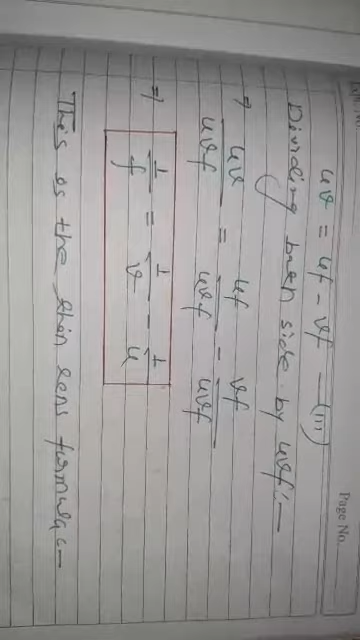 Page No.
uv = uf - vf — (iii)
Dividing both side by uvf:—
⇒ uv/uvf = uf/uvf - vf/uvf
⇒ 1/f = 1/v - 1/u
This is the thin lens formula:—